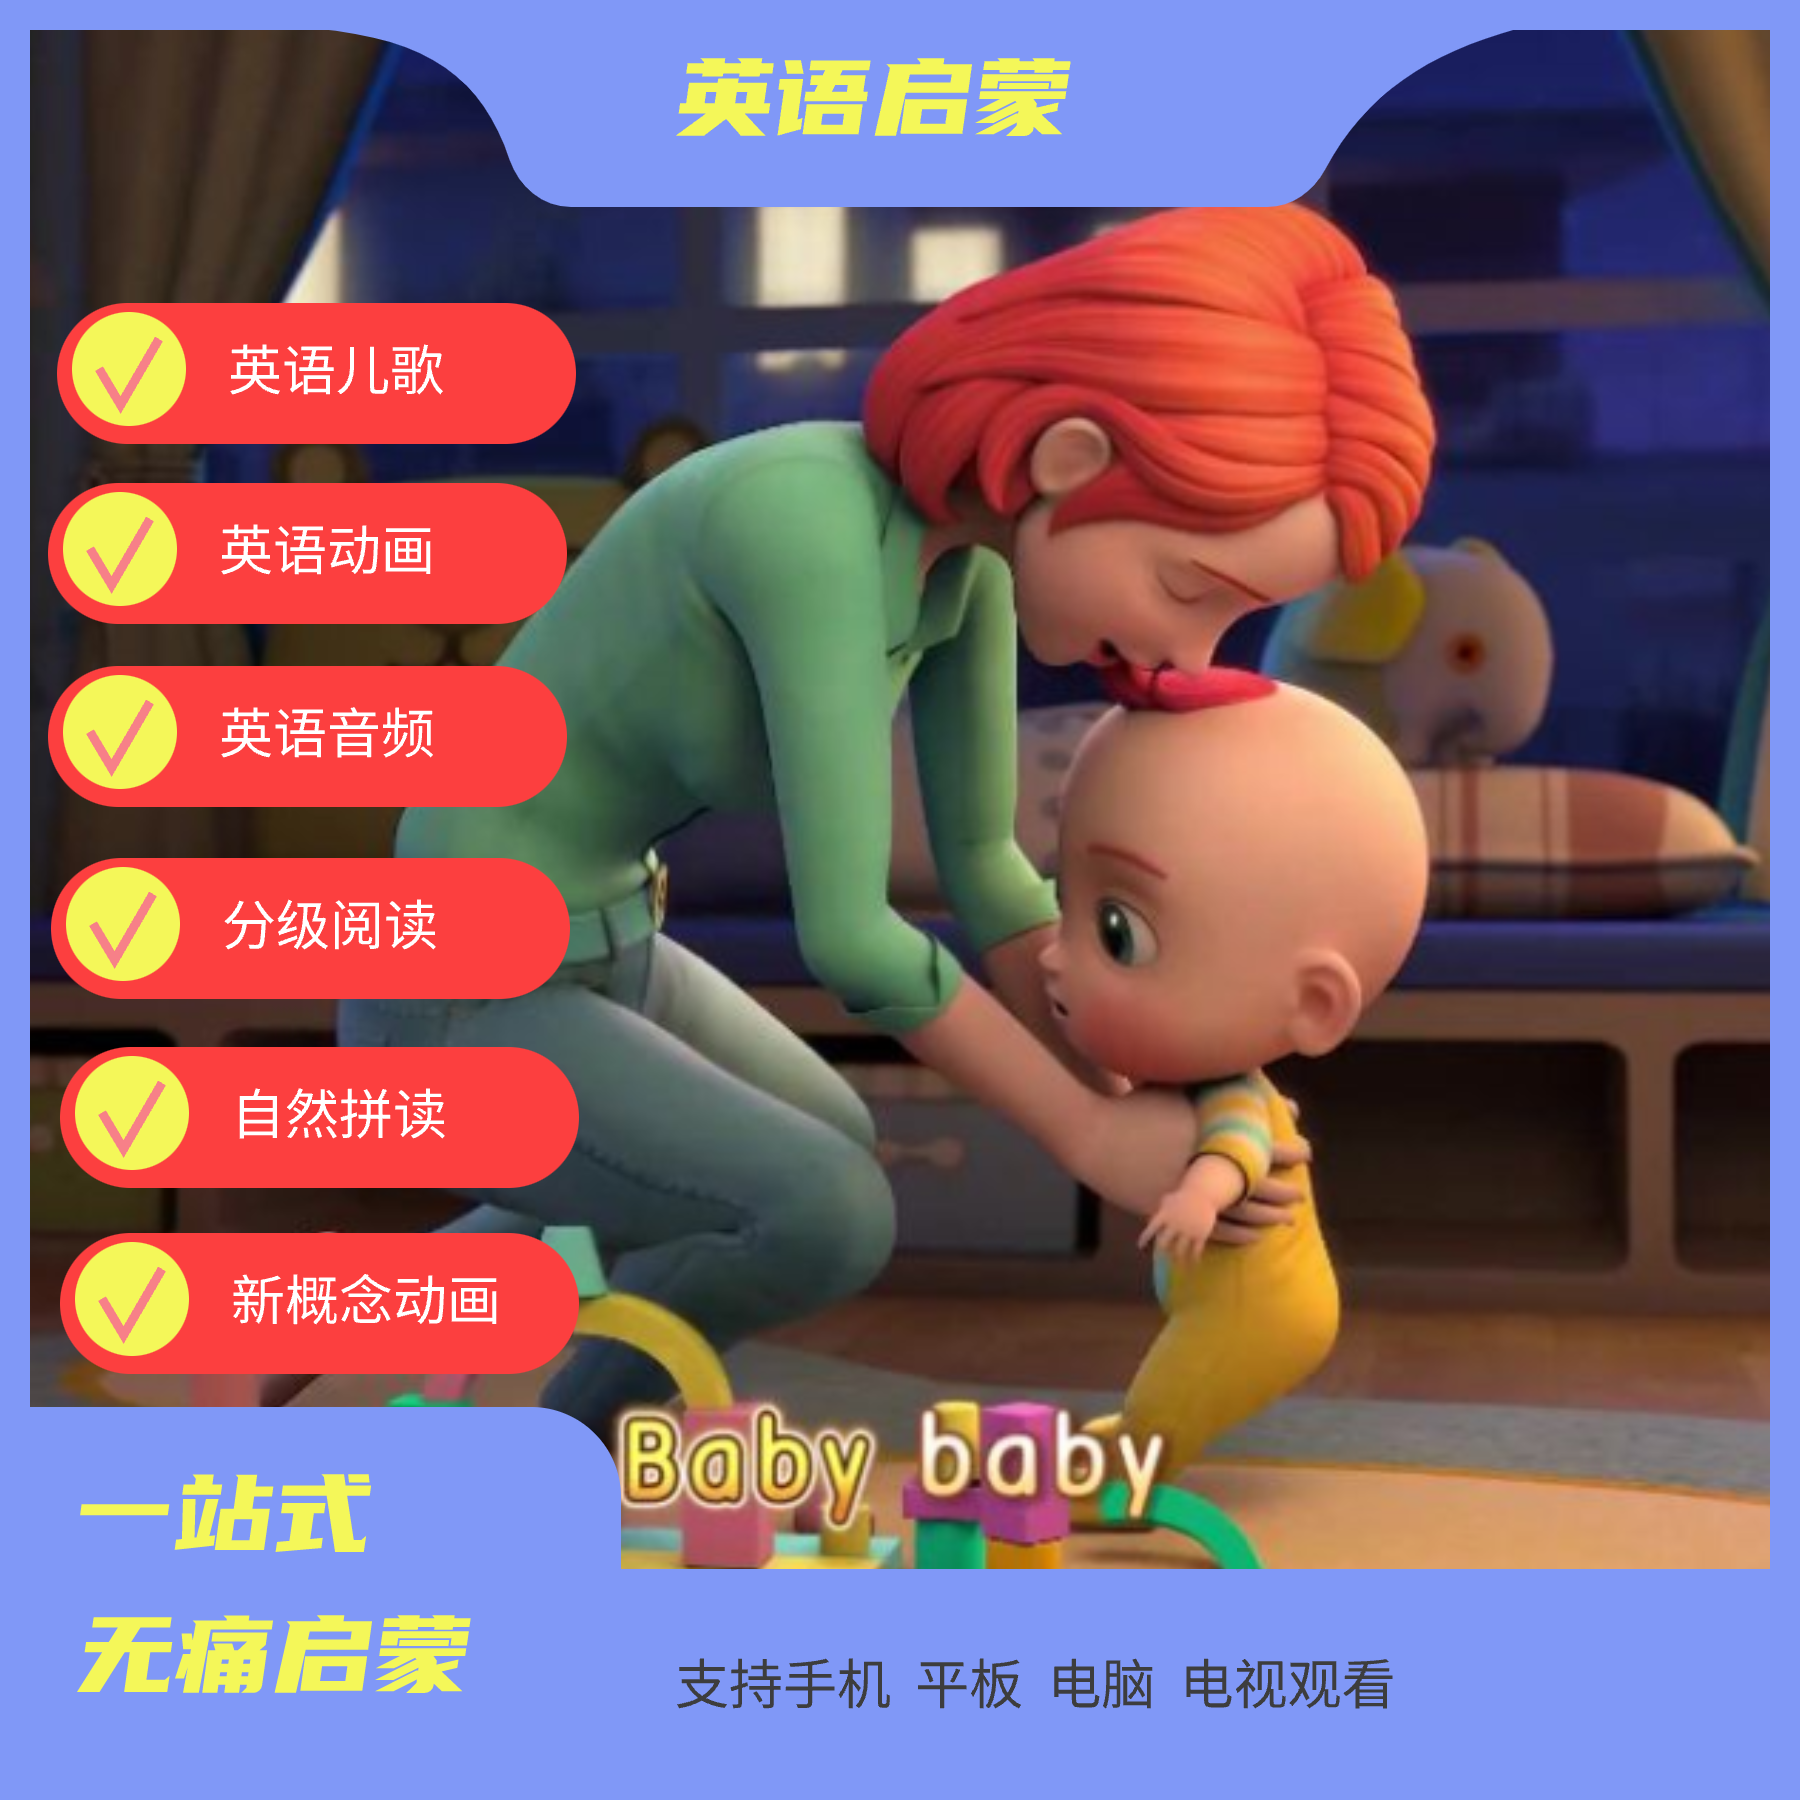 英语启蒙
英语儿歌
英语动画
英语音频
分级阅读
自然拼读
新概念动画
Baby baby
一站式
无痛启蒙
支持手机 平板 电脑 电视观看